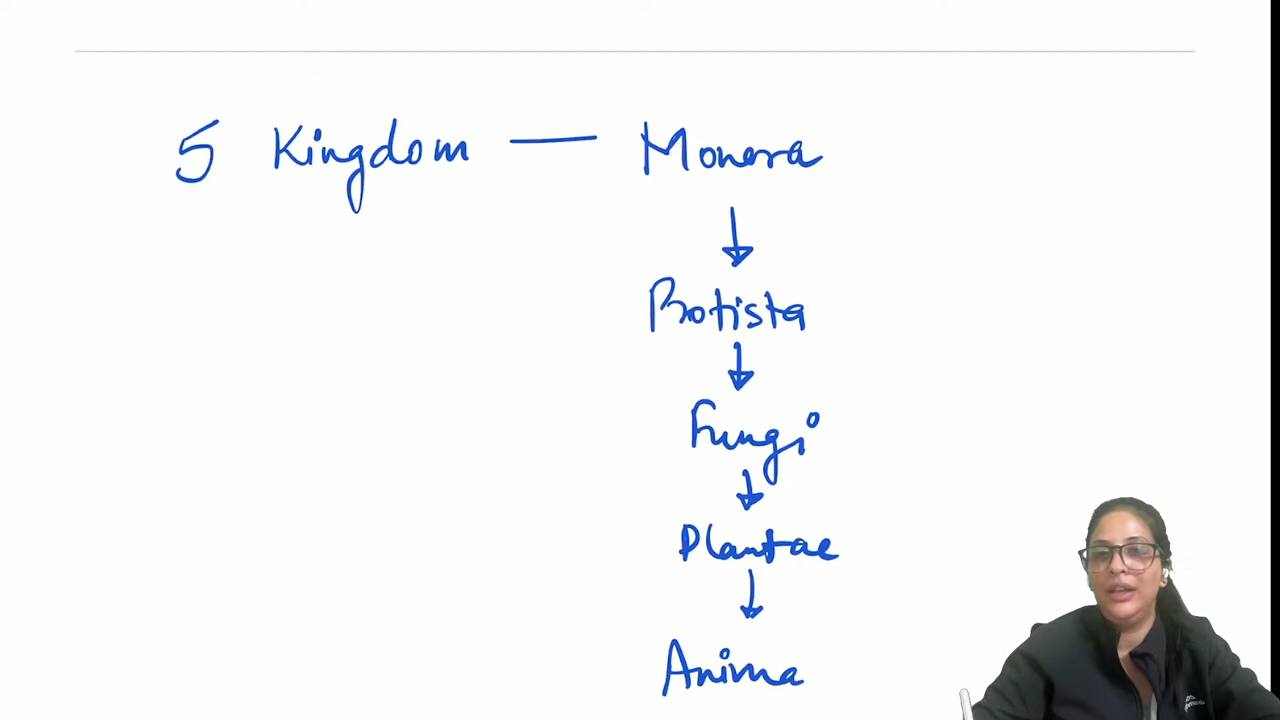 5 Kingdom — Monera
Protista
Fungi
Plantae
Anima